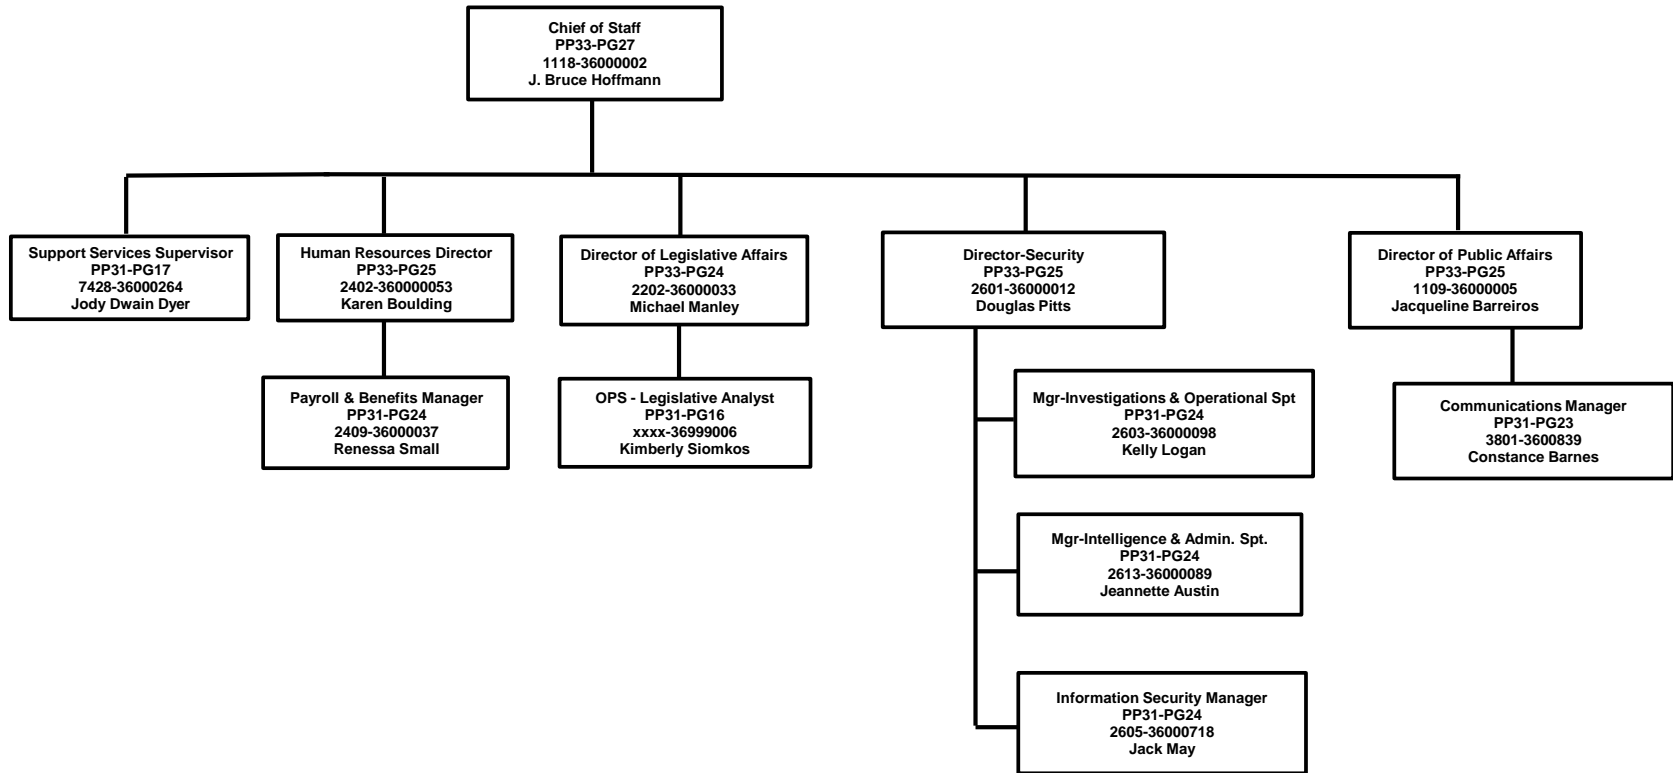 Chief of Staff
PP33-PG27
1118-36000002
J. Bruce Hoffmann
Support Services Supervisor
PP31-PG17
7428-36000264
Jody Dwain Dyer
Human Resources Director
PP33-PG25
2402-360000053
Karen Boulding
Director of Legislative Affairs
PP33-PG24
2202-36000033
Michael Manley
Director-Security
PP33-PG25
2601-36000012
Douglas Pitts
Director of Public Affairs
PP33-PG25
1109-36000005
Jacqueline Barreiros
Payroll & Benefits Manager
PP31-PG24
2409-36000037
Renessa Small
OPS - Legislative Analyst
PP31-PG16
xxxx-36999006
Kimberly Siomkos
Mgr-Investigations & Operational Spt
PP31-PG24
2603-36000098
Kelly Logan
Communications Manager
PP31-PG23
3801-3600839
Constance Barnes
Mgr-Intelligence & Admin. Spt.
PP31-PG24
2613-36000089
Jeannette Austin
Information Security Manager
PP31-PG24
2605-36000718
Jack May